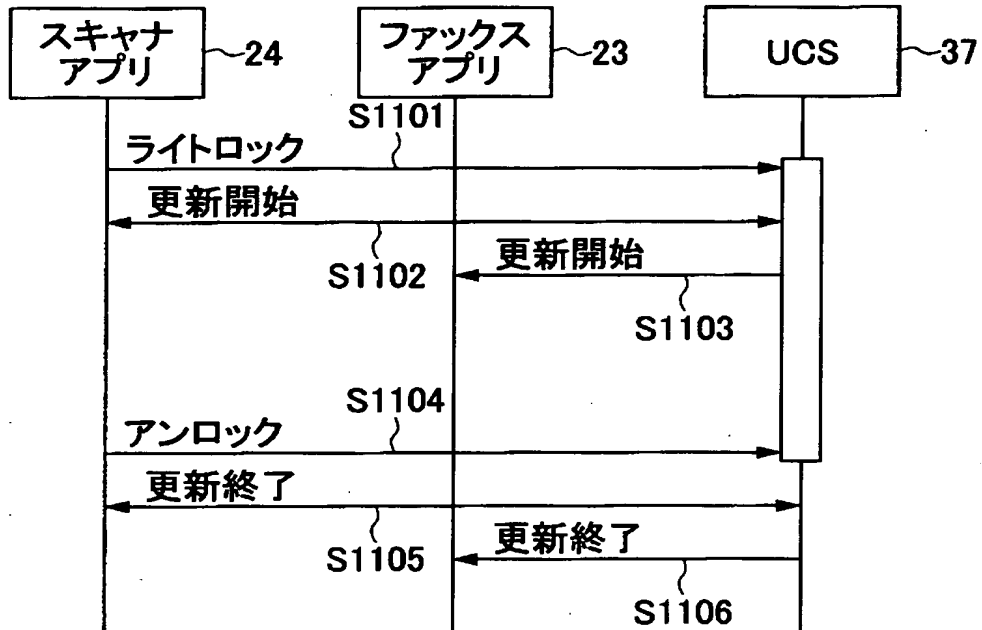 スキャナ
アプリ
24
ファックス
アプリ
23
UCS
37
S1101
ライトロック
更新開始
S1102
更新開始
S1103
S1104
アンロック
更新終了
S1105
更新終了
S1106